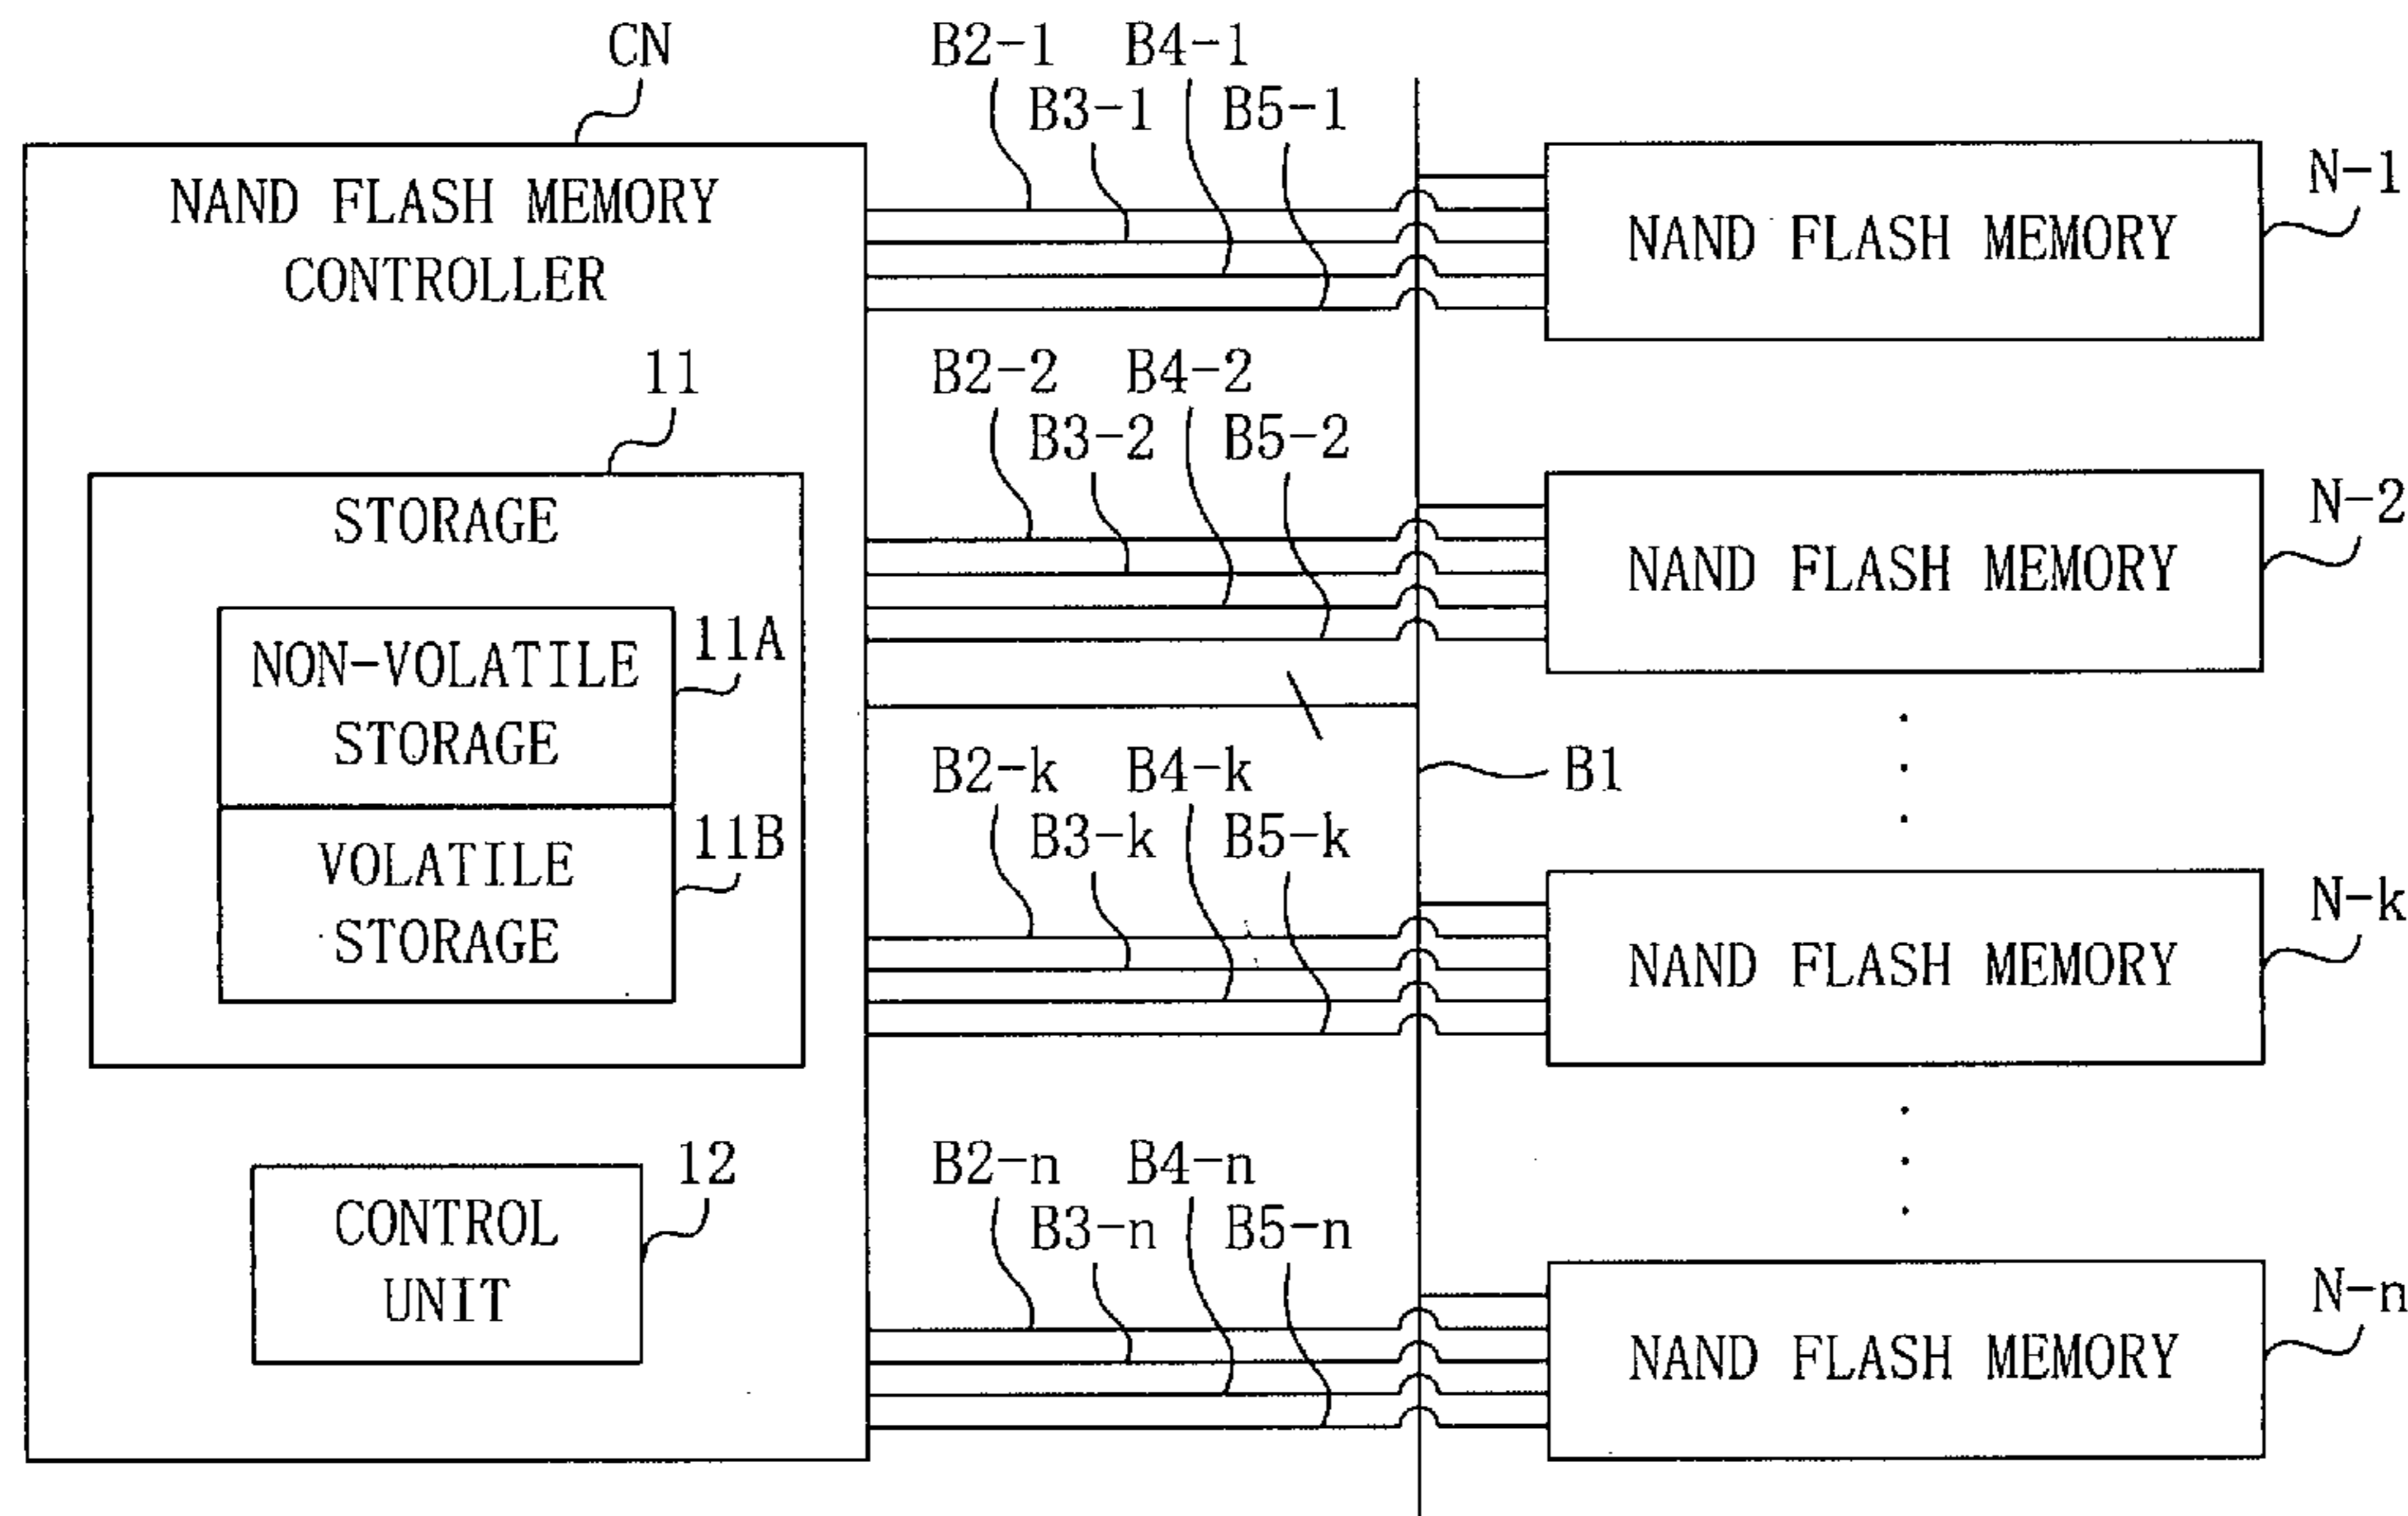 CN
NAND FLASH MEMORY
CONTROLLER
11
STORAGE
NON-VOLATILE
STORAGE
11A
VOLATILE
STORAGE
11B
12
CONTROL
UNIT
B2-1
B4-1
B3-1
B5-1
B2-2
B4-2
B3-2
B5-2
B1
B2-k
B4-k
B3-k
B5-k
B2-n
B4-n
B3-n
B5-n
NAND FLASH MEMORY
N-1
NAND FLASH MEMORY
N-2
NAND FLASH MEMORY
N-k
NAND FLASH MEMORY
N-n